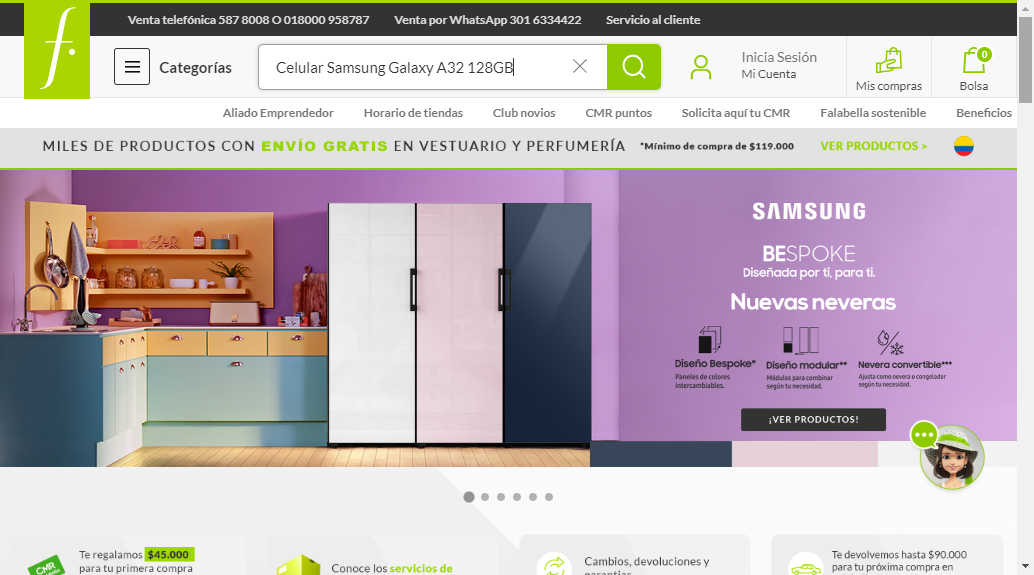 Venta telefónica 587 8008 O 018000 958787 Venta por WhatsApp 301 6334422 Servicio al cliente
f.
Categorías
Celular Samsung Galaxy A32 128GB
Inicia Sesión
Mi Cuenta
Mis compras
0
Bolsa
Aliado Emprendedor Horario de tiendas Club novios CMR puntos Solicita aquí tu CMR Falabella sostenible Beneficios
MILES DE PRODUCTOS CON ENVÍO GRATIS EN VESTUARIO Y PERFUMERÍA *Mínimo de compra de $119.000 VER PRODUCTOS >
SAMSUNG
BESPOKE
Diseñada por ti, para ti.
Nuevas neveras
Diseño Bespoke*
Paneles de colores
intercambiables.
Diseño modular**
Módulos para combinar
según tu necesidad.
Nevera convertible***
Ajusta como nevera o congelador
según tu necesidad.
¡VER PRODUCTOS!
CMR
Te regalamos $45.000
para tu primera compra
Conoce los servicios de
Cambios, devoluciones y
garantías
Te devolvemos hasta $90.000
para tu próxima compra en